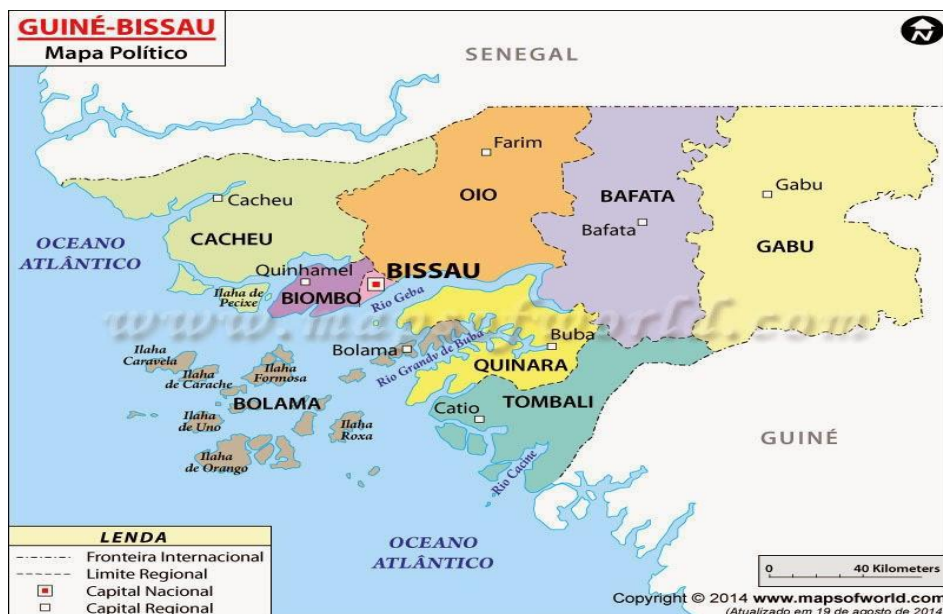 GUINÉ-BISSAU
Mapa Político
N
SENEGAL
Farim
OIO
BAFATA
Gabu
Cacheu
Bafata
CACHEU
GABU
OCEANO
ATLÂNTICO
Quinhamel
BISSAU
BIOMBO
Ilaha de
Pecixe
Rio Geba
www.mapsofworld.com
Bolama
Buba
Rio Grandv de Buba
Ilaha
Caravela
Ilaha
de Carache
Ilaha
Formosa
QUINARA
BOLAMA
TOMBALI
Catio
Ilaha
de Uno
Ilaha
Roxa
GUINÉ
Ilaha
de Orango
Rio Cacine
OCEANO
ATLÂNTICO
LENDA
Fronteira Internacional
Limite Regional
Capital Nacional
Capital Regional
0 40 Kilometers
Copyright © 2014 www.mapsofworld.com
(Atualizado em 19 de agosto de 2014